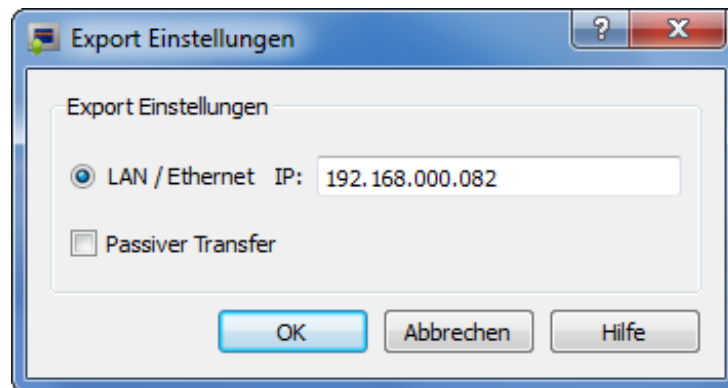 Export Einstellungen
Export Einstellungen
LAN / Ethernet IP: 192.168.000.082
Passiver Transfer
OK Abbrechen Hilfe